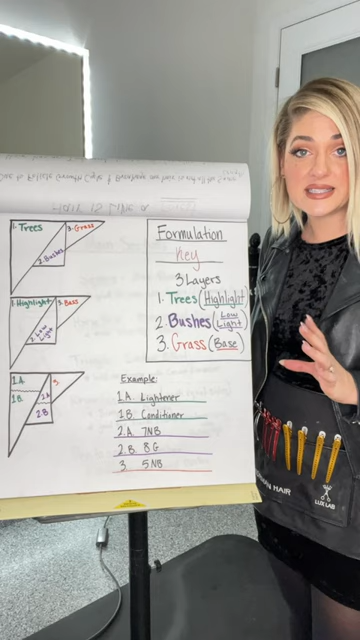 1. Trees
3. Grass
2. Bushes
1. Highlight
3. Base
2. Low
Light
1A.
1B.
2A
2B
3
Formulation
Key
3 Layers
1. Trees (Highlight)
2. Bushes (Low
Light)
3. Grass (Base)
Example:
1A. Lightener
1B. Conditioner
2A. 7NB
2B. 8G
3. 5NB
HAIR
LUX LAB